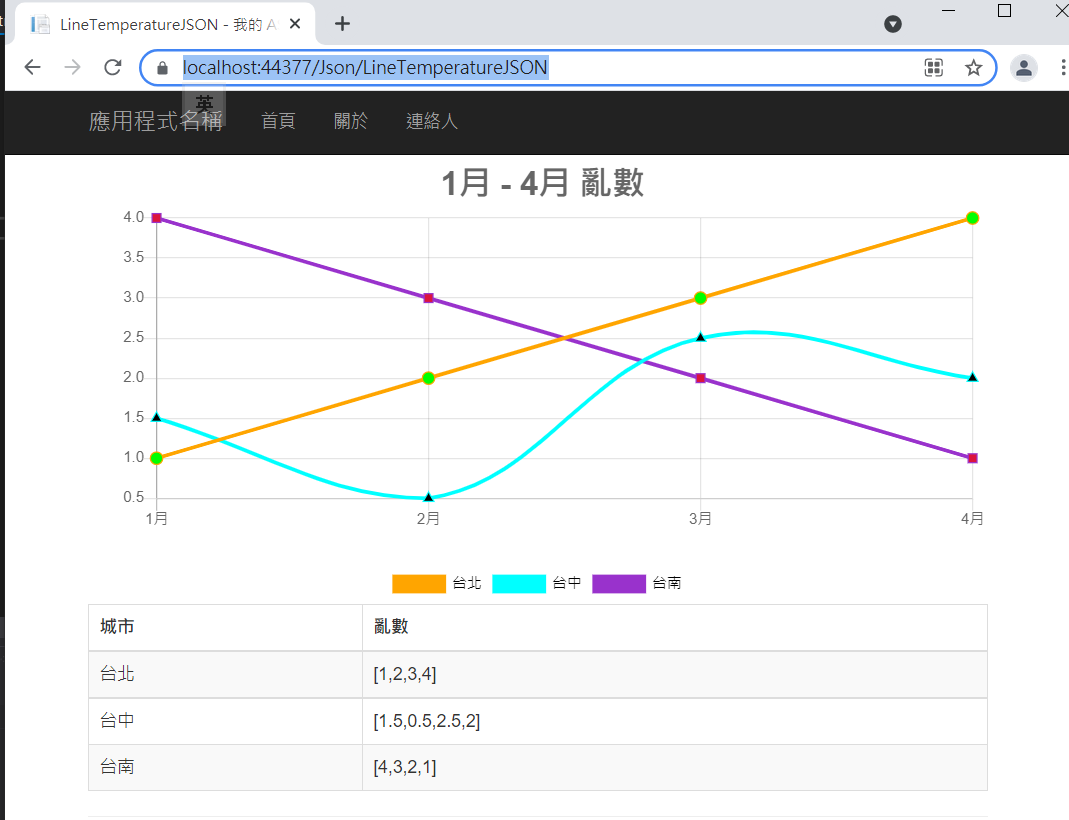 LineTemperatureJSON - 我的 A
localhost:44377/Json/LineTemperatureJSON
英
應用程式名稱 首頁 關於 連絡人
1月 - 4月 亂數
4.0
3.5
3.0
2.5
2.0
1.5
1.0
0.5
1月 2月 3月 4月
台北 台中 台南
城市 亂數
台北 [1,2,3,4]
台中 [1.5,0.5,2.5,2]
台南 [4,3,2,1]